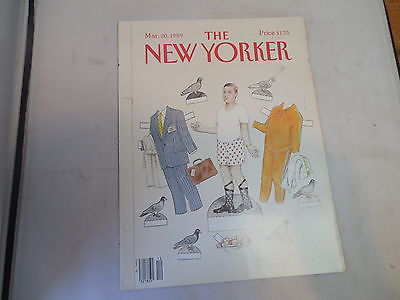 Mar. 20, 1989
THE
Price $1.75
NEW YORKER